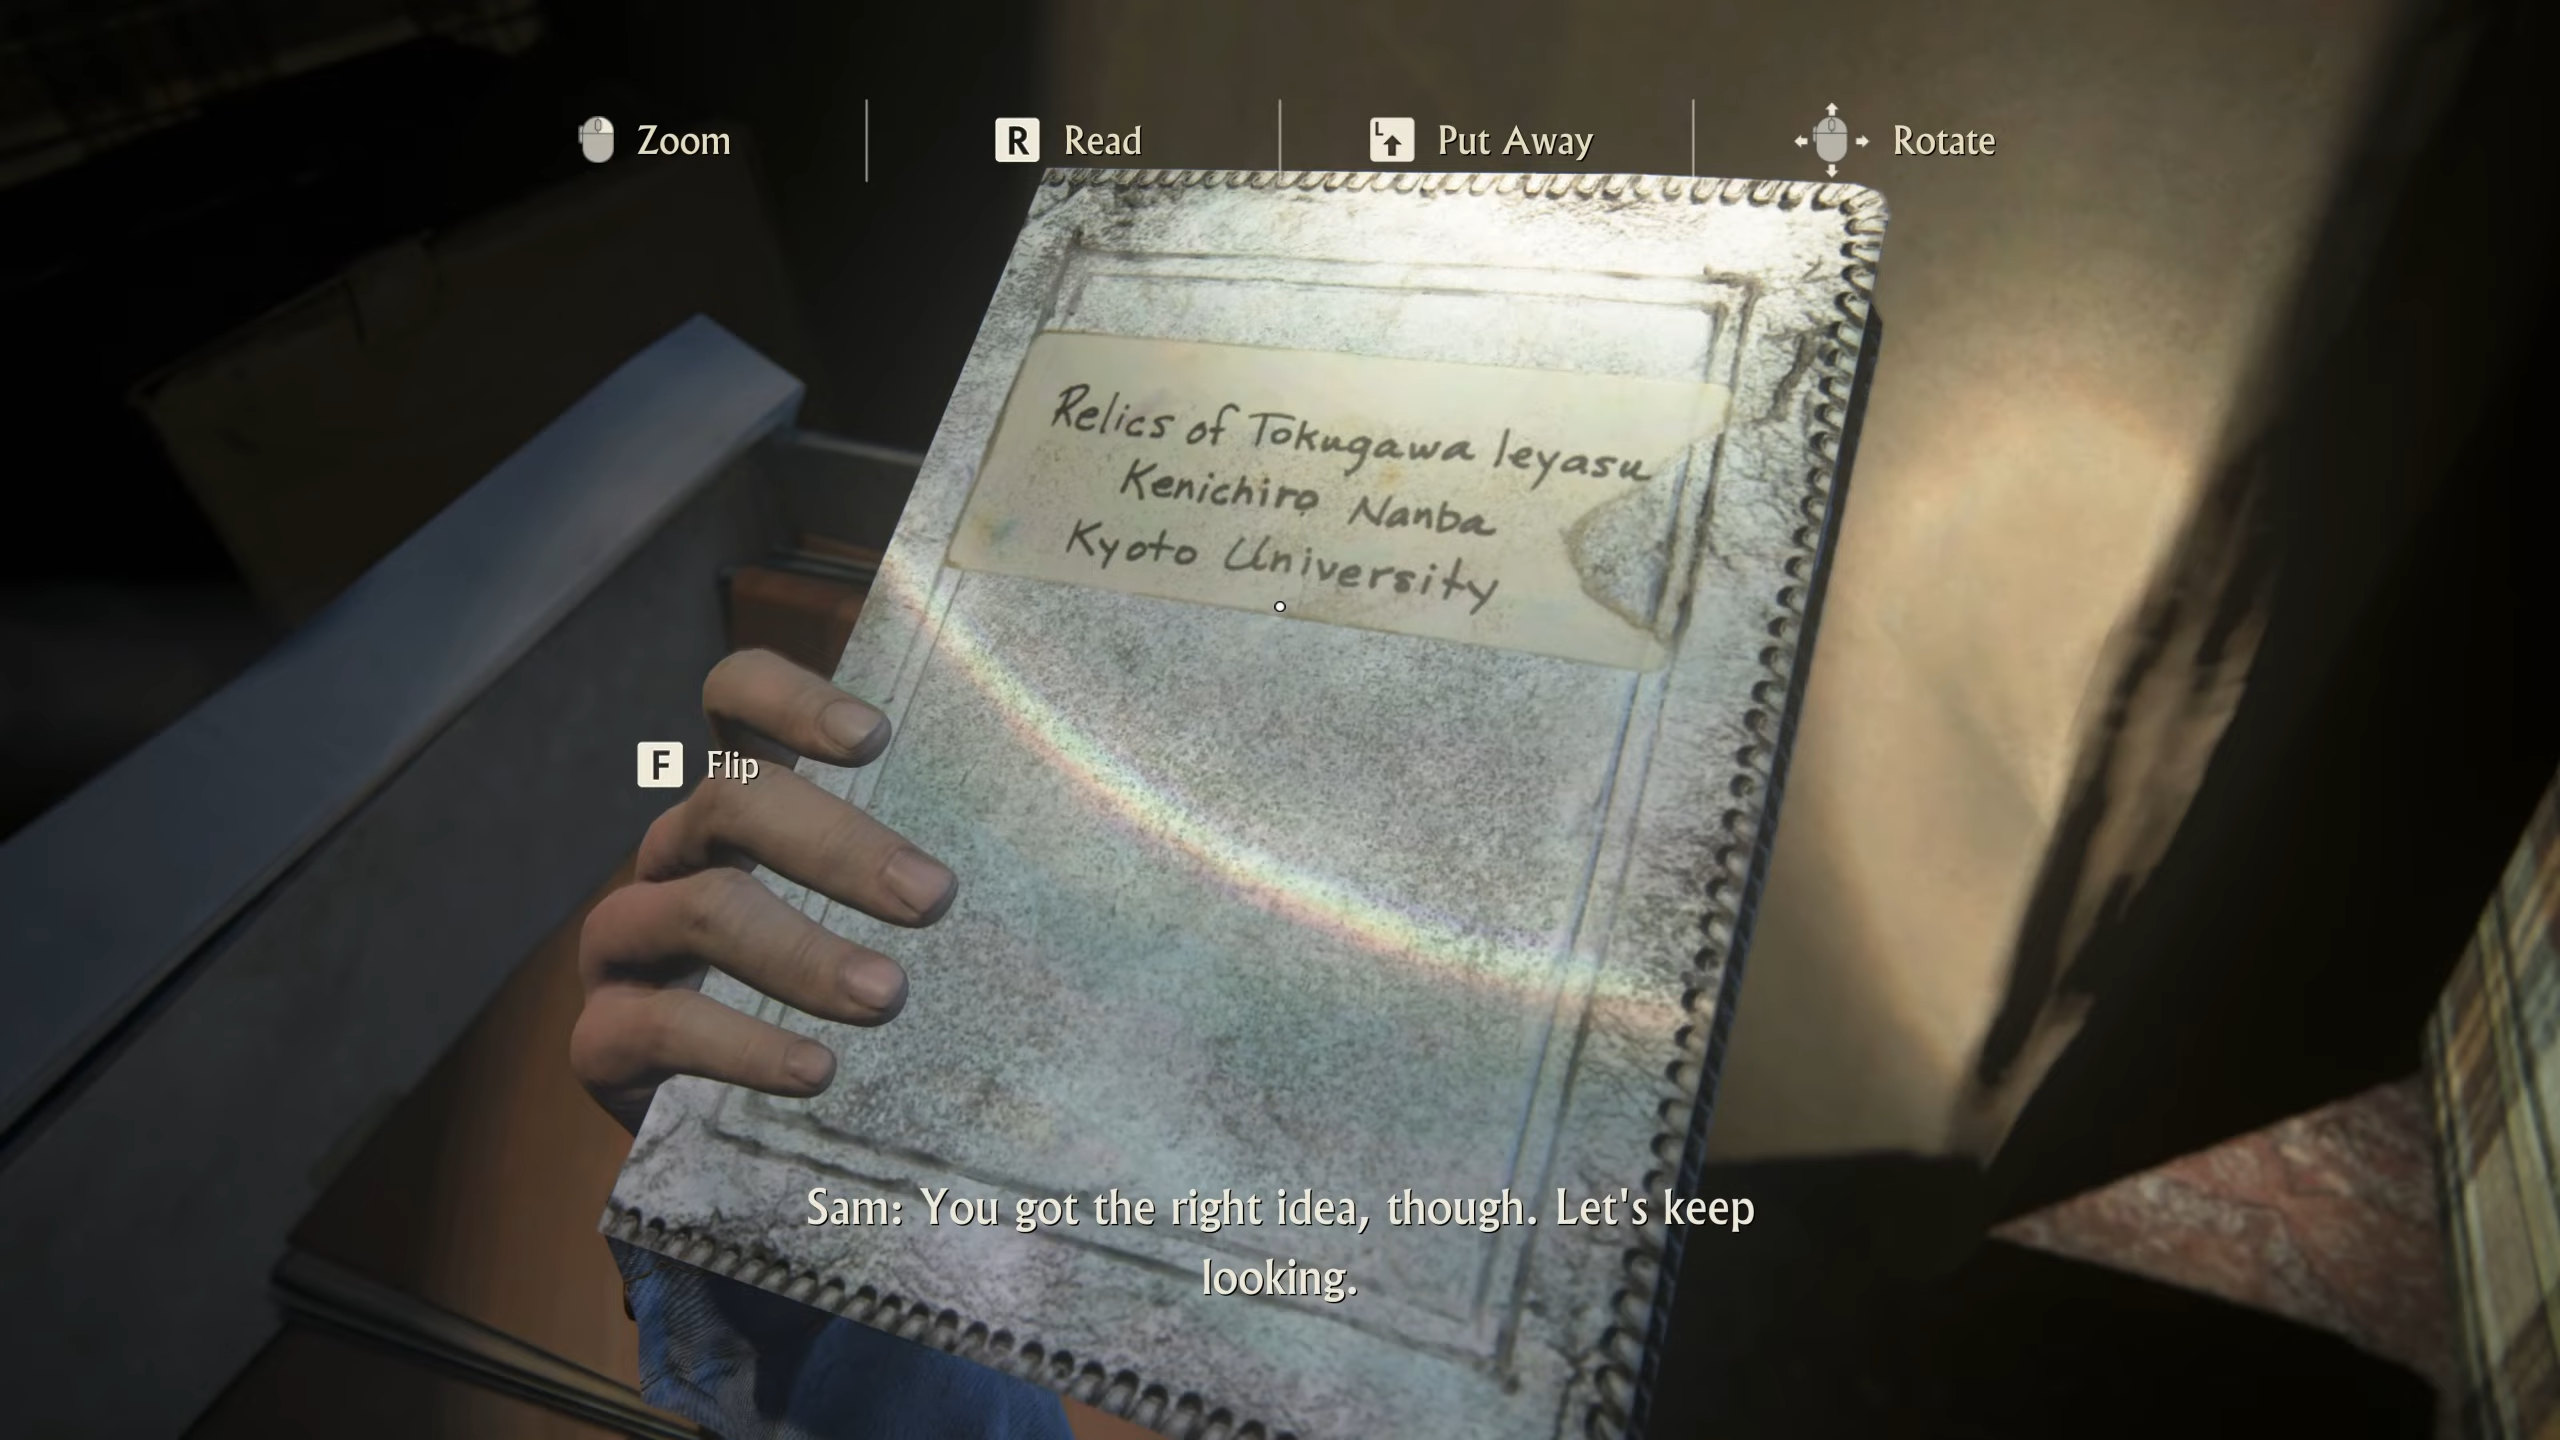 Zoom
R Read
L Put Away
Rotate
Relics of Tokugawa Ieyasu
Kenichiro Nanba
Kyoto University
F Flip
Sam: You got the right idea, though. Let's keep
looking.